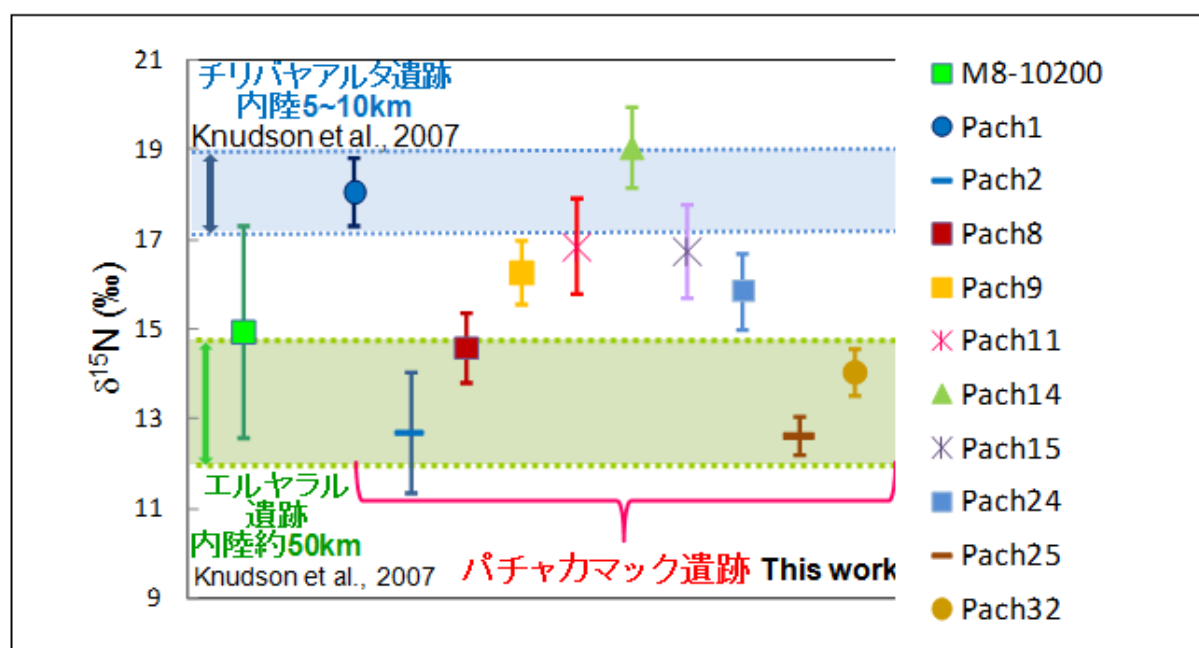 21
19
17
15
13
11
9
δ15N (‰)
チリバヤアルタ遺跡
内陸5~10km
Knudson et al., 2007
エルヤラル
遺跡
内陸約50km
Knudson et al., 2007
パチャカマック遺跡 This work
M8-10200
Pach1
Pach2
Pach8
Pach9
Pach11
Pach14
Pach15
Pach24
Pach25
Pach32